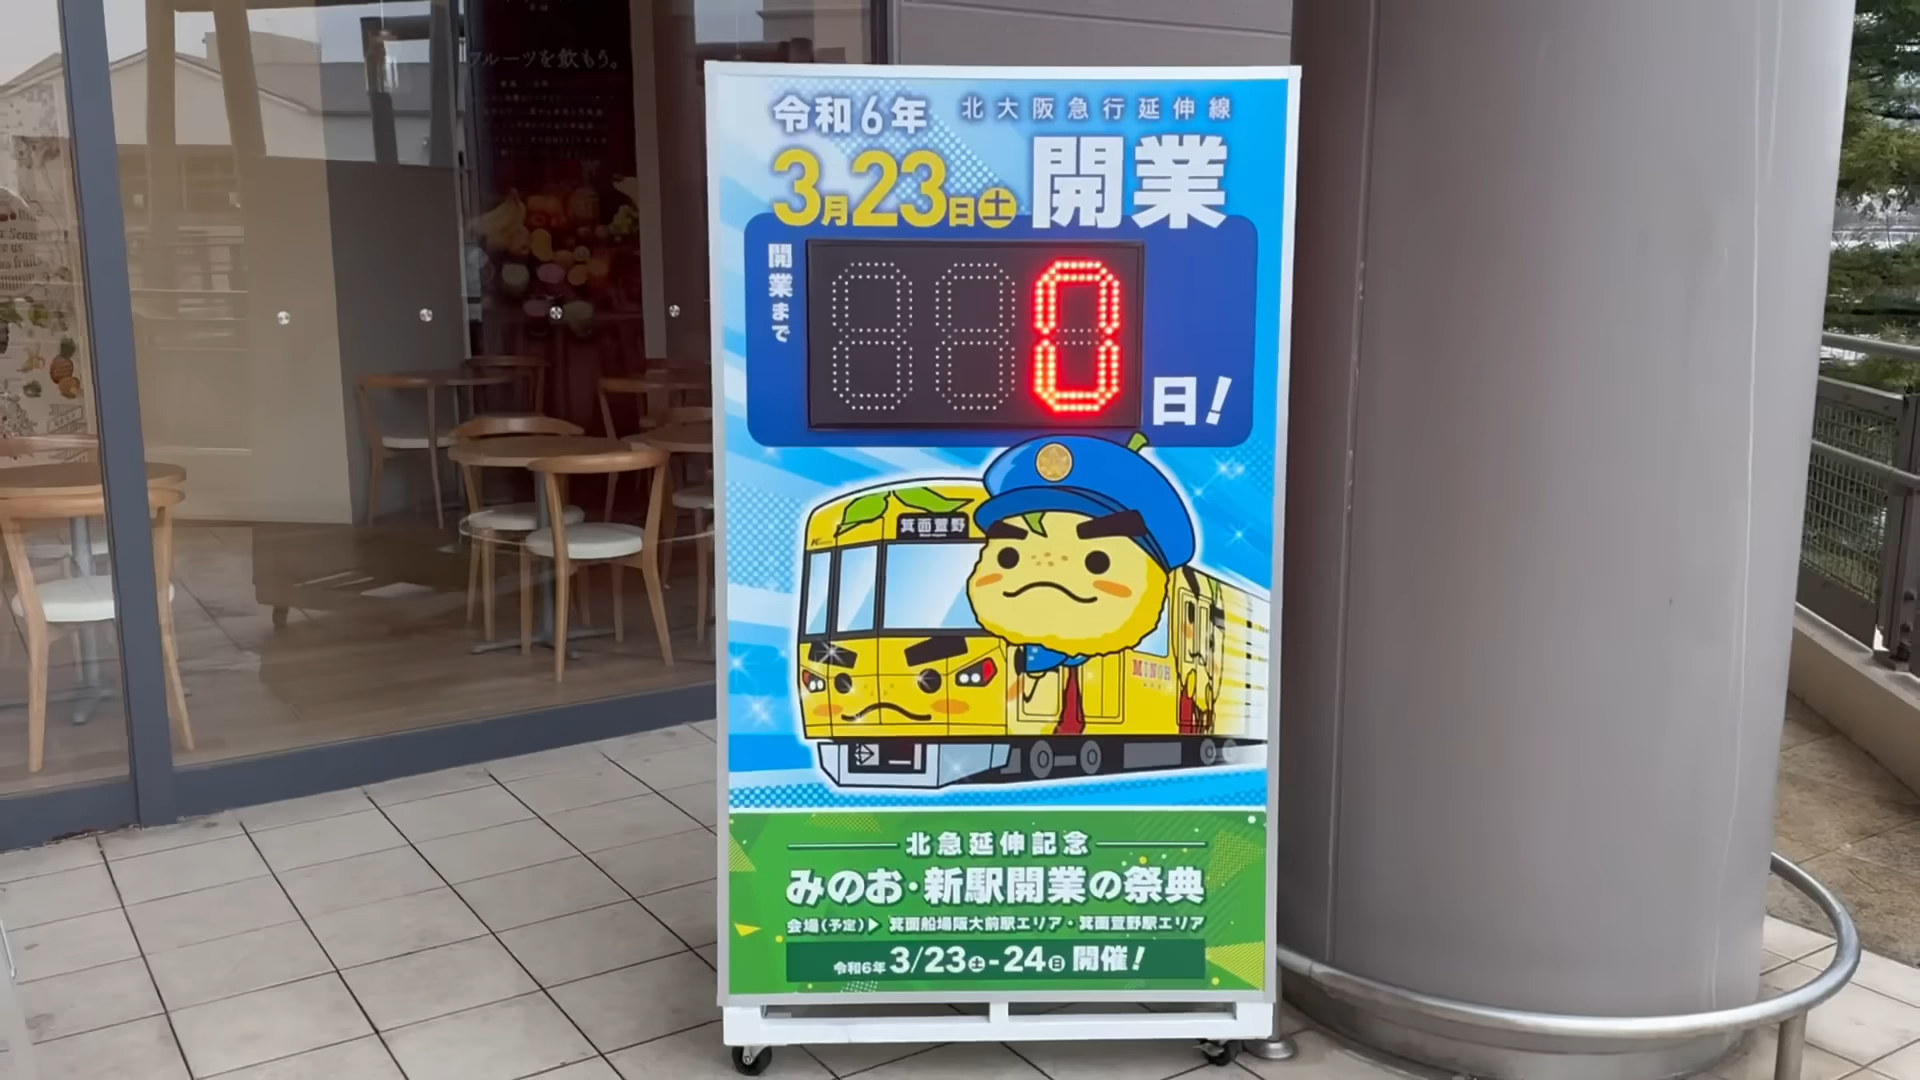 フルーツを飲もう。
令和6年 北大阪急行延伸線
3月23日土 開業
開業まで
0
日!
箕面萱野
MINOH
北急延伸記念
みのお・新駅開業の祭典
会場(予定)▶ 箕面船場阪大前駅エリア・箕面萱野駅エリア
令和6年 3/23土-24日 開催!